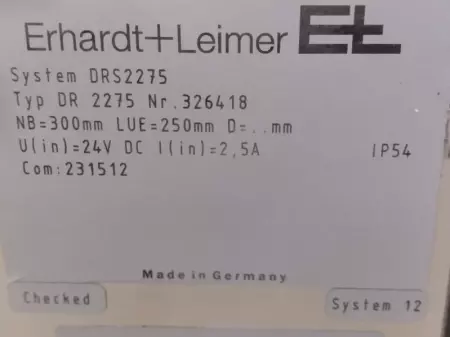 Erhardt+Leimer E+L
System DRS2275
Typ DR 2275 Nr.326418
NB=300mm LUE=250mm D=..mm
U(in)=24V DC I(in)=2,5A IP54
Com:231512
Made in Germany
Checked System 12